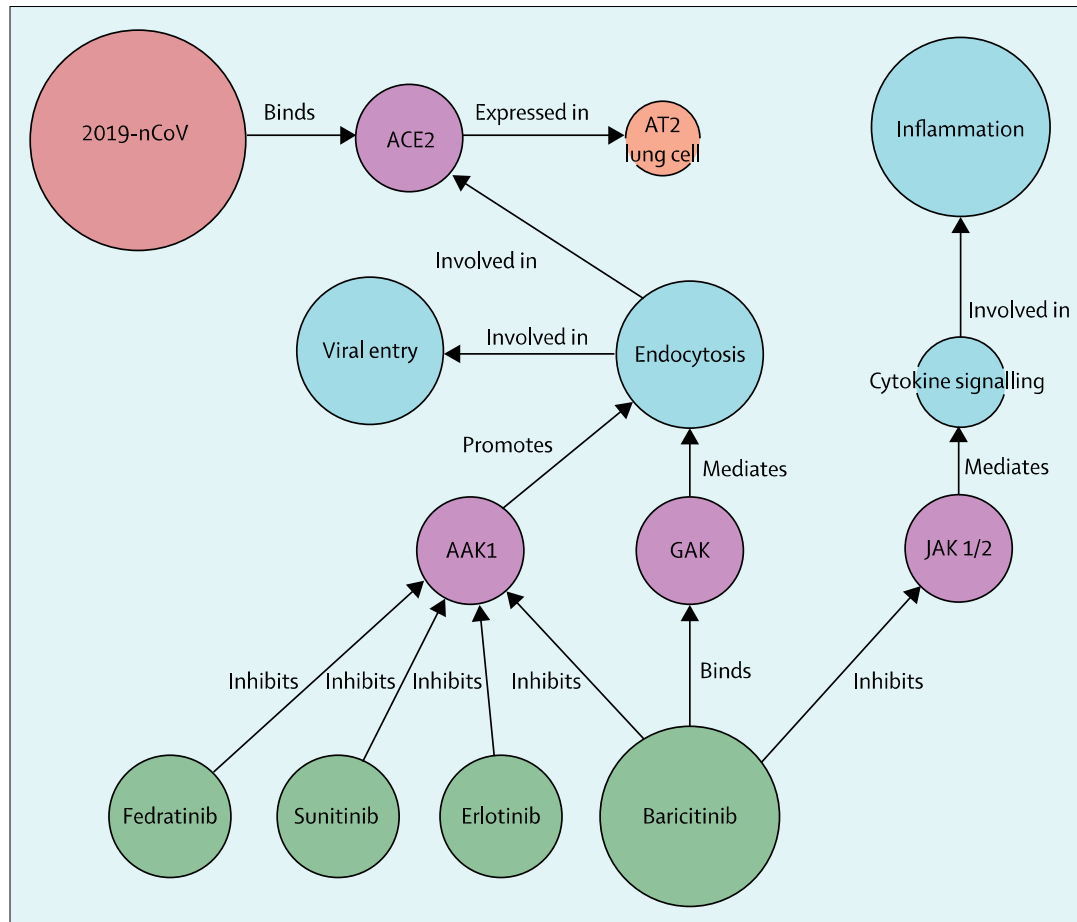 2019-nCoV
Binds
ACE2
Expressed in
AT2
lung cell
Inflammation
Involved in
Viral entry
Involved in
Endocytosis
Involved in
Cytokine signalling
Promotes
Mediates
Mediates
AAK1
GAK
JAK 1/2
Inhibits
Inhibits
Inhibits
Inhibits
Binds
Inhibits
Fedratinib
Sunitinib
Erlotinib
Baricitinib